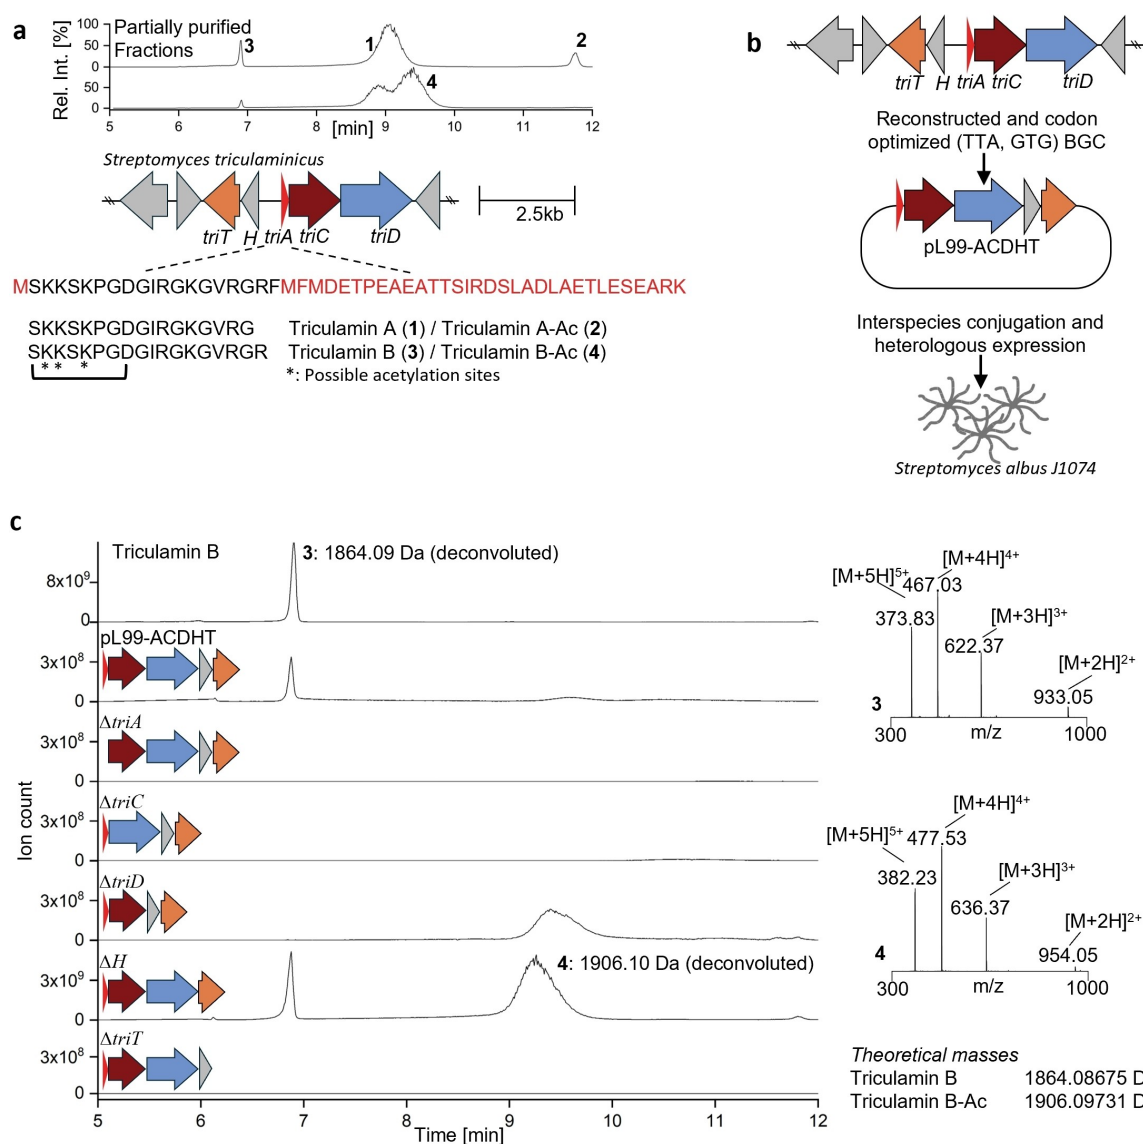 a
Partially purified
Fractions
Rel. Int. [%]
100
50
0
50
0
3
1
2
4
5
6
7
8
9
10
11
12
[min]
Streptomyces triculaminicus
triT H triA triC triD
2.5kb
MSKKSKPGDGIRGKGVRGRFMFMDETPEAEATTSIRDSLADLAETLESEARK
SKKSKPGDGIRGKGVRG Triculamin A (1) / Triculamin A-Ac (2)
SKKSKPGDGIRGKGVRGR Triculamin B (3) / Triculamin B-Ac (4)
** *
*: Possible acetylation sites
b
triT H triA triC triD
Reconstructed and codon
optimized (TTA, GTG) BGC
pL99-ACDHT
Interspecies conjugation and
heterologous expression
Streptomyces albus J1074
c
Ion count
Triculamin B
3: 1864.09 Da (deconvoluted)
8x10⁹
0
pL99-ACDHT
3x10⁸
0
ΔtriA
3x10⁸
0
ΔtriC
3x10⁸
0
ΔtriD
3x10⁸
0
ΔH
4: 1906.10 Da (deconvoluted)
3x10⁹
0
ΔtriT
3x10⁸
0
5 6 7 8 9 10 11 12
Time [min]
[M+4H]⁴⁺
[M+5H]⁵⁺
467.03
373.83
[M+3H]³⁺
622.37
[M+2H]²⁺
933.05
3
300 m/z 1000
[M+4H]⁴⁺
[M+5H]⁵⁺
477.53
382.23
[M+3H]³⁺
636.37
[M+2H]²⁺
954.05
4
300 m/z 1000
Theoretical masses
Triculamin B 1864.08675 D
Triculamin B-Ac 1906.09731 D